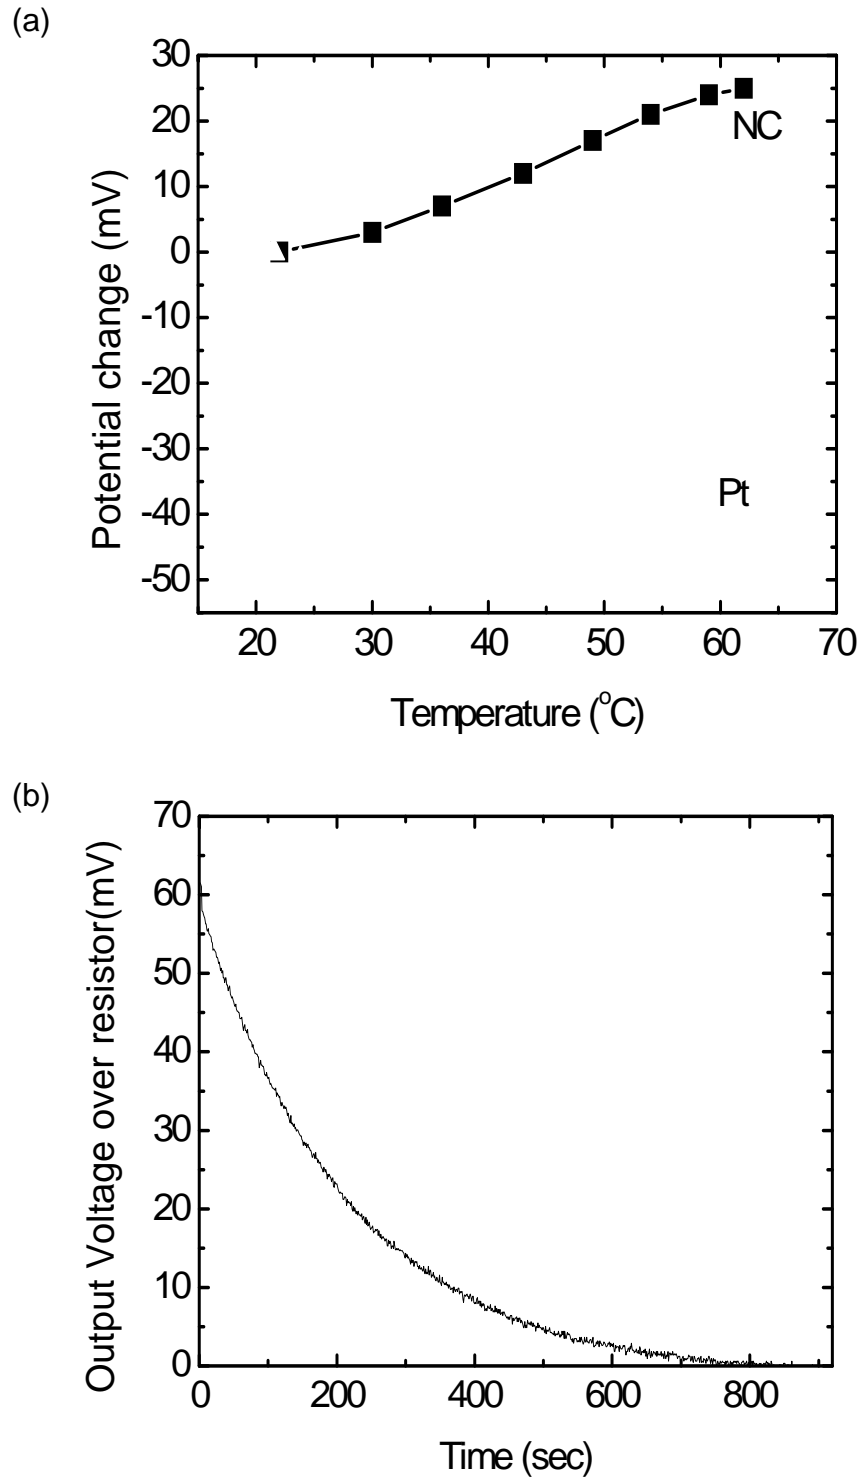 (a)
30
20
NC
10
0
-10
-20
-30
Pt
-40
-50
20 30 40 50 60 70
Potential change (mV)
Temperature (°C)
(b)
70
60
50
40
30
20
10
0
0 200 400 600 800
Output Voltage over resistor(mV)
Time (sec)